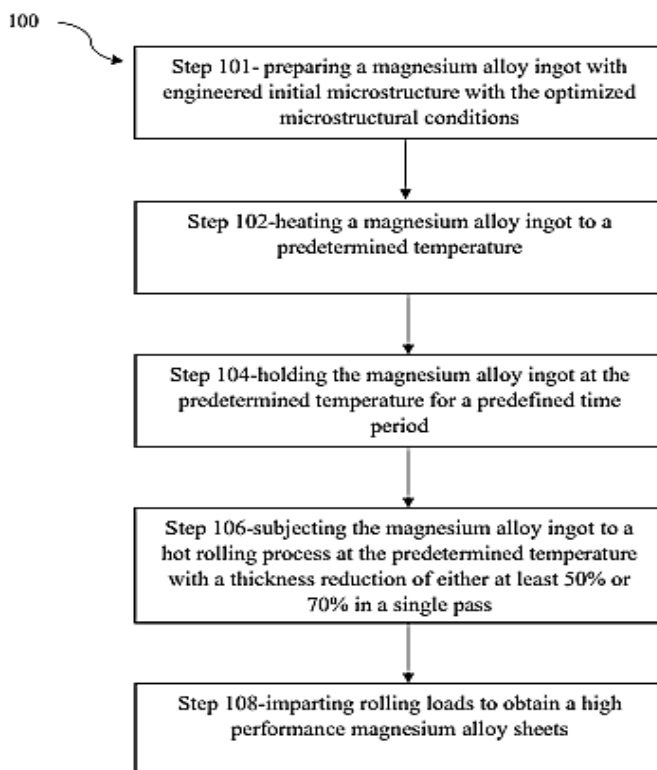 100
Step 101- preparing a magnesium alloy ingot with
engineered initial microstructure with the optimized
microstructural conditions
Step 102-heating a magnesium alloy ingot to a
predetermined temperature
Step 104-holding the magnesium alloy ingot at the
predetermined temperature for a predefined time
period
Step 106-subjecting the magnesium alloy ingot to a
hot rolling process at the predetermined temperature
with a thickness reduction of either at least 50% or
70% in a single pass
Step 108-imparting rolling loads to obtain a high
performance magnesium alloy sheets